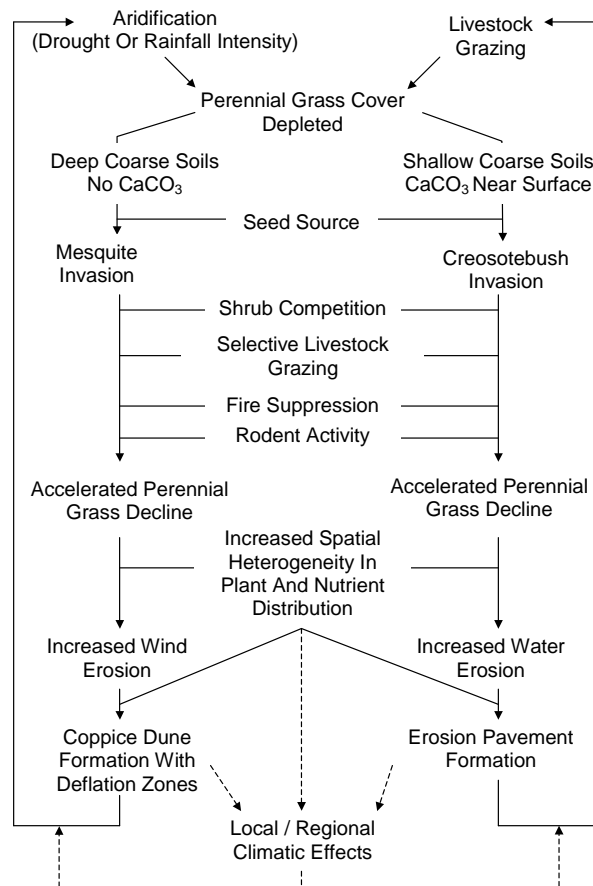 Aridification
(Drought Or Rainfall Intensity)
Livestock
Grazing
Perennial Grass Cover
Depleted
Deep Coarse Soils
No CaCO₃
Shallow Coarse Soils
CaCO₃ Near Surface
Seed Source
Mesquite
Invasion
Creosotebush
Invasion
Shrub Competition
Selective Livestock
Grazing
Fire Suppression
Rodent Activity
Accelerated Perennial
Grass Decline
Accelerated Perennial
Grass Decline
Increased Spatial
Heterogeneity In
Plant And Nutrient
Distribution
Increased Wind
Erosion
Increased Water
Erosion
Coppice Dune
Formation With
Deflation Zones
Erosion Pavement
Formation
Local / Regional
Climatic Effects